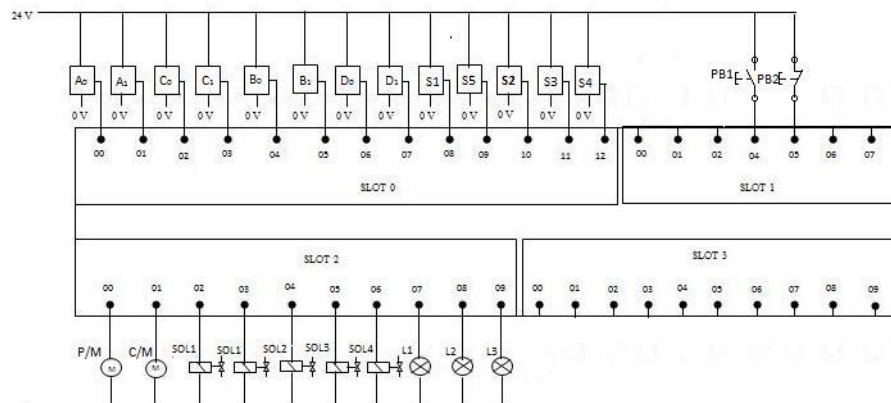 24 V
A0 A1 C0 C1 B0 B1 D0 D1 S1 S5 S2 S3 S4 PB1 PB2
0 V 0 V 0 V 0 V 0 V 0 V 0 V 0 V 0 V 0 V 0 V 0 V 0 V
00 01 02 03 04 05 06 07 08 09 10 11 12 00 01 02 04 05 06 07
SLOT 0 SLOT 1
SLOT 2 SLOT 3
00 01 02 03 04 05 06 07 08 09 00 01 02 03 04 05 06 07 08 09
P/M C/M SOL1 SOL1 SOL2 SOL3 SOL4 L1 L2 L3
M M